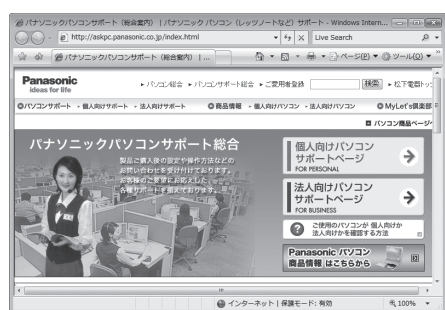 パナソニックパソコンサポート（総合案内） | パナソニック パソコン（レッツノートなど）サポート - Windows Intern...
http://askpc.panasonic.co.jp/index.html
Live Search
パナソニックパソコンサポート（総合案内） | ...
ページ(P)
ツール(O)
Panasonic
ideas for life
パソコン総合
パソコンサポート総合
ご愛用者登録
検索
松下電器トッ
パソコンサポート
個人向けサポート
法人向けサポート
商品情報
個人向けパソコン
法人向けパソコン
MyLet's倶楽部
パソコン商品ページ
パナソニックパソコンサポート総合
製品ご購入後の設定や操作方法などの
お問い合わせを受け付けております。
お客様のご要望にお応えした、
各種サポートを揃えております。
個人向けパソコン
サポートページ
FOR PERSONAL
法人向けパソコン
サポートページ
FOR BUSINESS
ご使用のパソコンが 個人向けか
法人向けかを確認する方法
Panasonic パソコン
商品情報 はこちらから
インターネット | 保護モード: 有効
100%